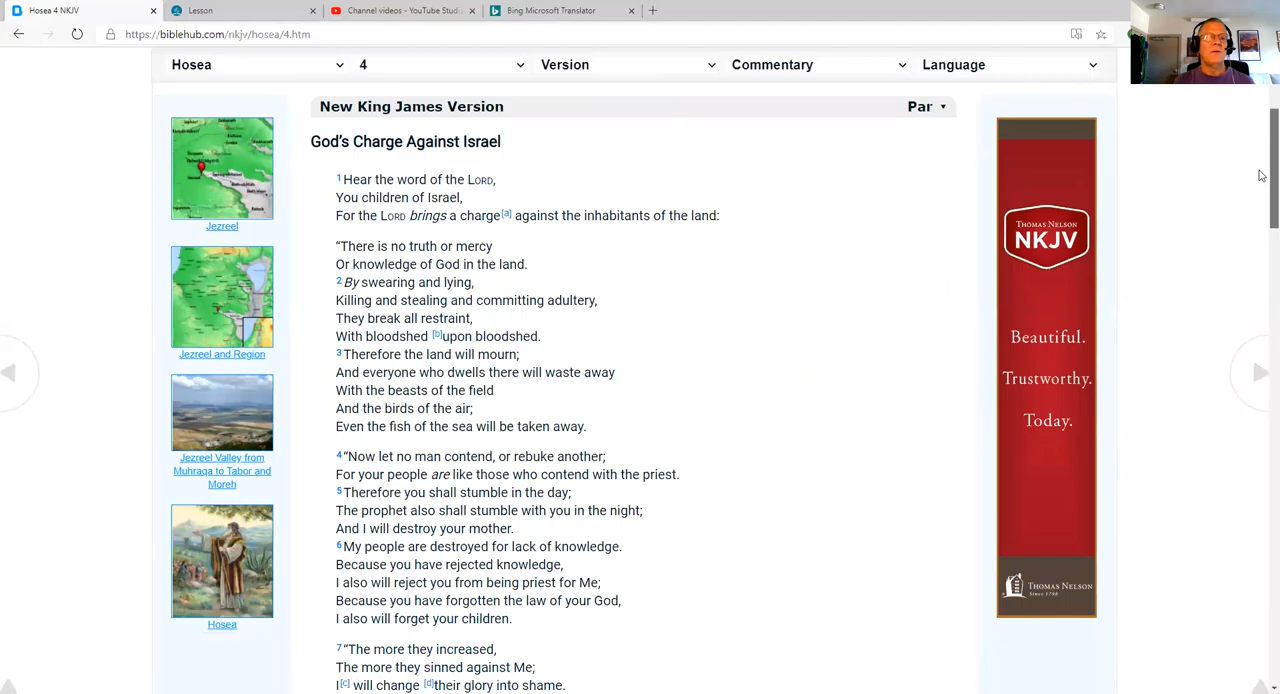 Hosea 4 NKJV
Lesson
Channel videos - YouTube Studi
Bing Microsoft Translator
https://biblehub.com/nkjv/hosea/4.htm
Hosea
4
Version
Commentary
Language
New King James Version
Par
God's Charge Against Israel
1 Hear the word of the LORD,
You children of Israel,
For the LORD brings a charge[a] against the inhabitants of the land:
“There is no truth or mercy
Or knowledge of God in the land.
2 By swearing and lying,
Killing and stealing and committing adultery,
They break all restraint,
With bloodshed [b]upon bloodshed.
3 Therefore the land will mourn;
And everyone who dwells there will waste away
With the beasts of the field
And the birds of the air;
Even the fish of the sea will be taken away.
4 “Now let no man contend, or rebuke another;
For your people are like those who contend with the priest.
5 Therefore you shall stumble in the day;
The prophet also shall stumble with you in the night;
And I will destroy your mother.
6 My people are destroyed for lack of knowledge.
Because you have rejected knowledge,
I also will reject you from being priest for Me;
Because you have forgotten the law of your God,
I also will forget your children.
7 “The more they increased,
The more they sinned against Me;
I[c] will change [d]their glory into shame.
Jezreel
Jezreel and Region
Jezreel Valley from
Muhraqa to Tabor and
Moreh
Hosea
THOMAS NELSON
NKJV
Beautiful.
Trustworthy.
Today.
THOMAS NELSON
Since 1798